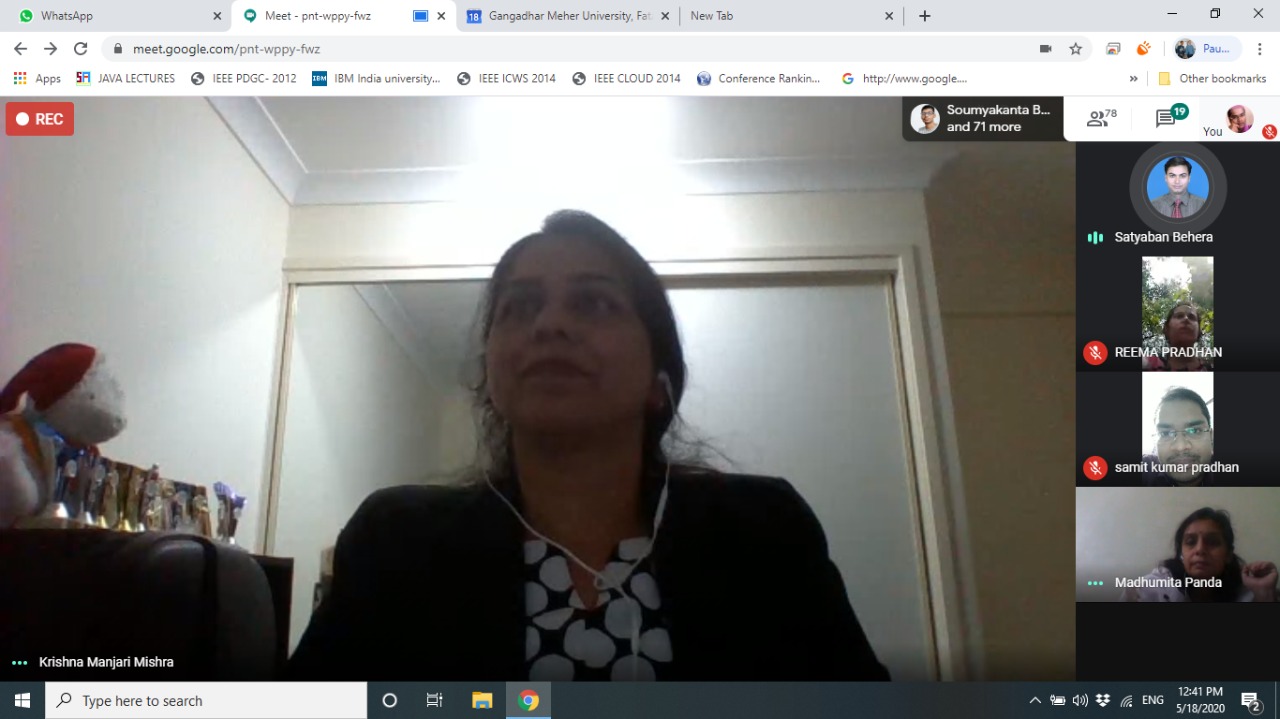 WhatsApp
Meet - pnt-wppy-fwz
18
Gangadhar Meher University, Fat
New Tab
meet.google.com/pnt-wppy-fwz
Pau...
Apps
JAVA LECTURES
IEEE PDGC- 2012
IBM
IBM India university...
IEEE ICWS 2014
IEEE CLOUD 2014
Conference Rankin...
G
http://www.google....
»
Other bookmarks
REC
Soumyakanta B...
and 71 more
78
19
You
Satyaban Behera
REEMA PRADHAN
samit kumar pradhan
Madhumita Panda
Krishna Manjari Mishra
Type here to search
ENG
12:41 PM
5/18/2020
2